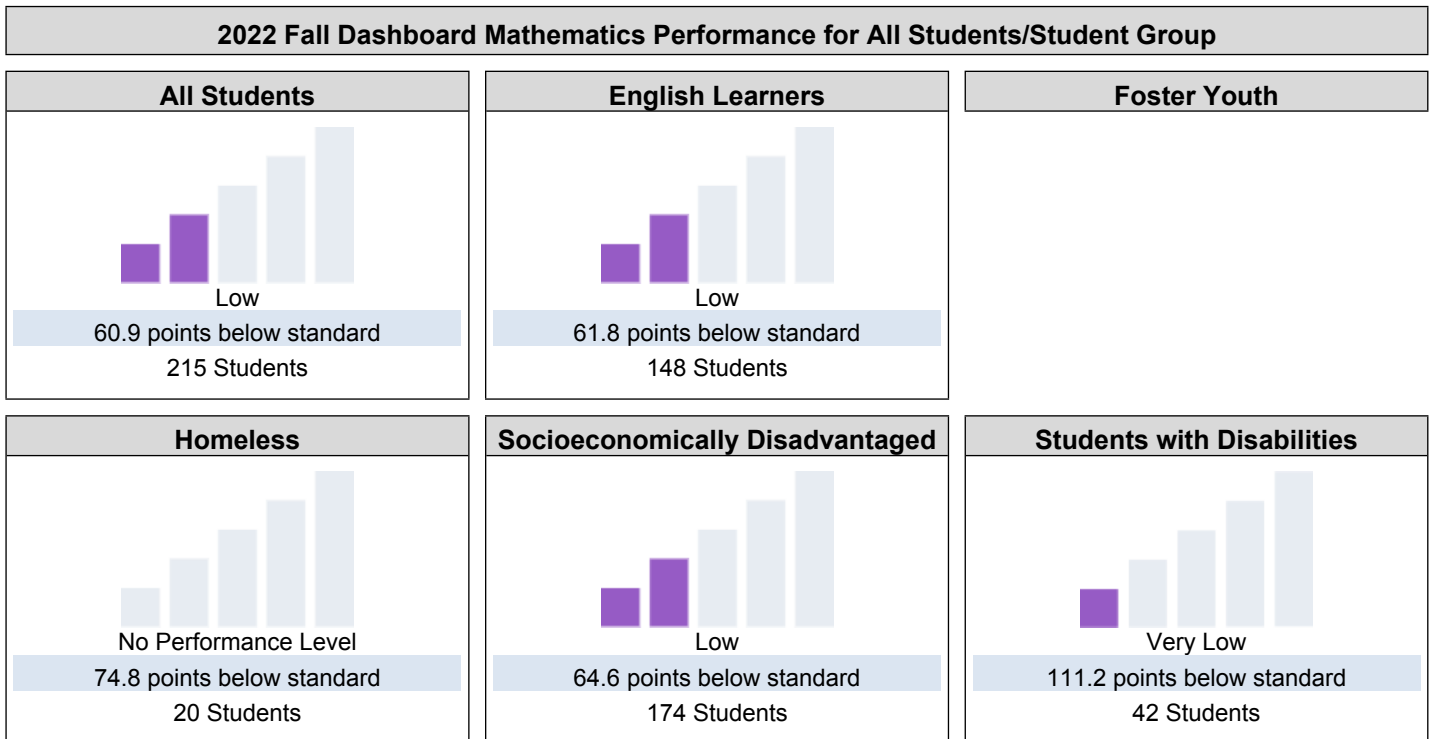 2022 Fall Dashboard Mathematics Performance for All Students/Student Group
All Students
Low
60.9 points below standard
215 Students
English Learners
Low
61.8 points below standard
148 Students
Foster Youth
Homeless
No Performance Level
74.8 points below standard
20 Students
Socioeconomically Disadvantaged
Low
64.6 points below standard
174 Students
Students with Disabilities
Very Low
111.2 points below standard
42 Students